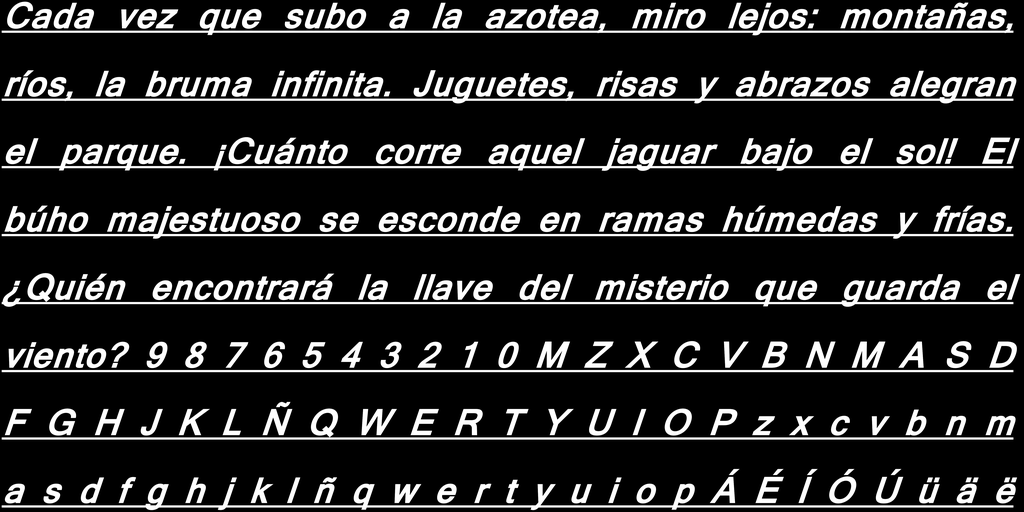 Cada vez que subo a la azotea, miro lejos: montañas,
ríos, la bruma infinita. Juguetes, risas y abrazos alegran
el parque. ¡Cuánto corre aquel jaguar bajo el sol! El
búho majestuoso se esconde en ramas húmedas y frías.
¿Quién encontrará la llave del misterio que guarda el
viento? 9 8 7 6 5 4 3 2 1 0 M Z X C V B N M A S D
F G H J K L Ñ Q W E R T Y U I O P z x c v b n m
a s d f g h j k l ñ q w e r t y u i o p Á É Í Ó Ú ü ä ë